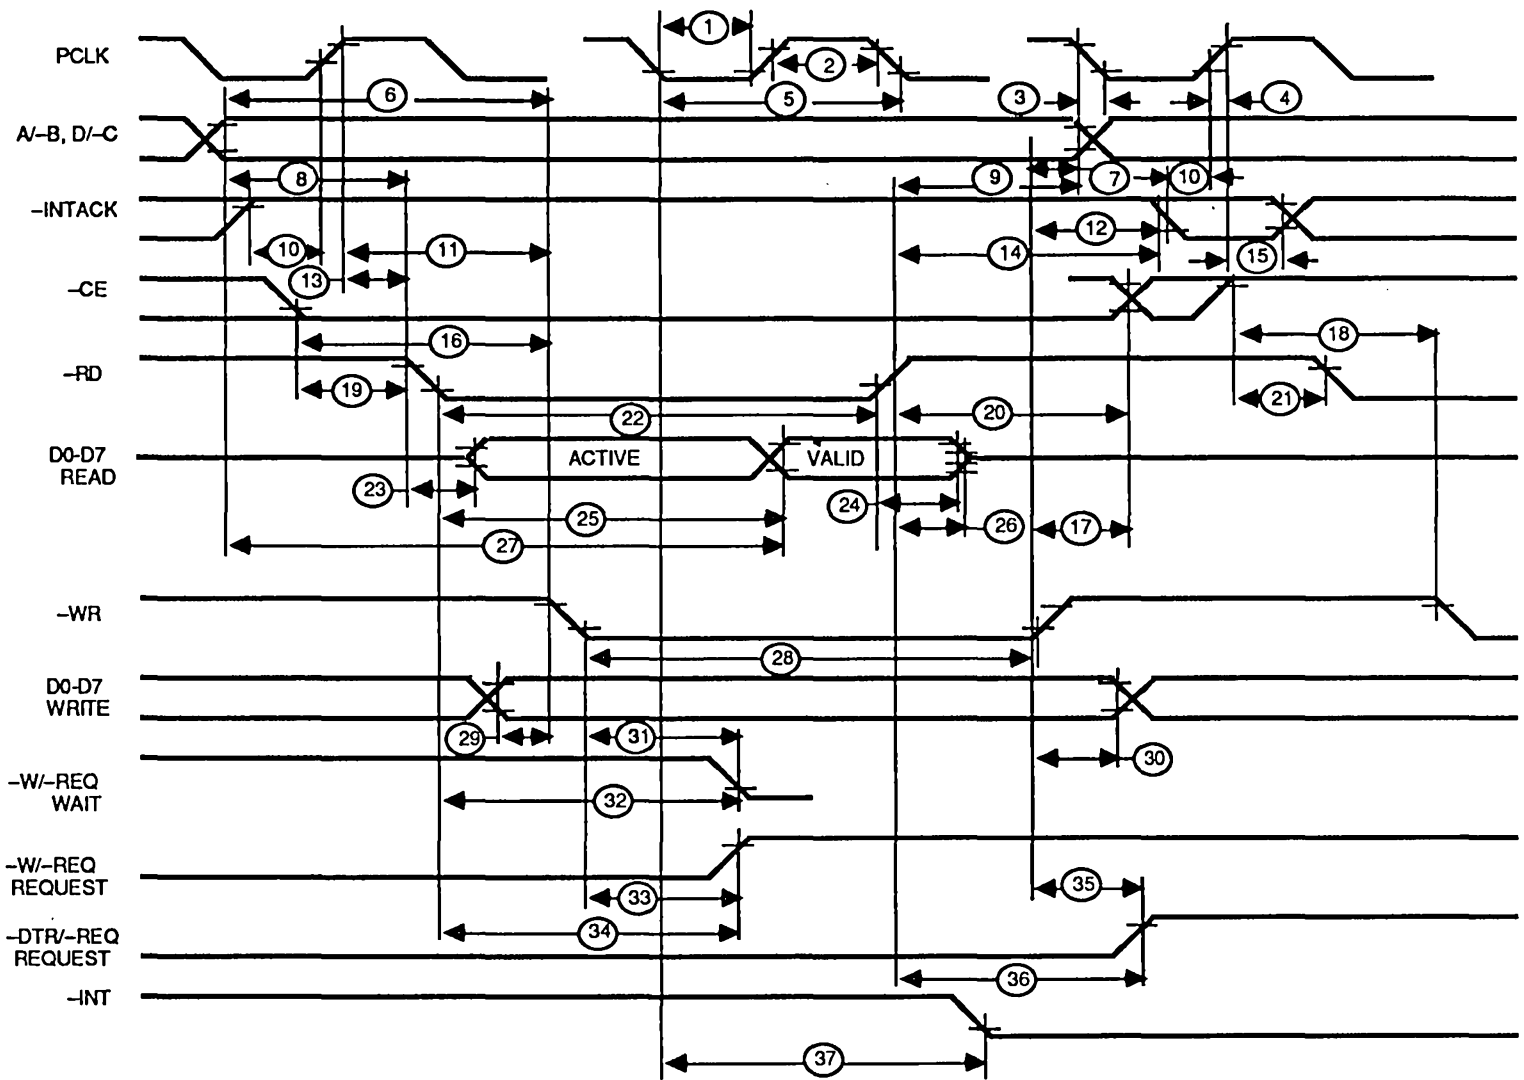 1
PCLK
2
6
5
3
4
A/–B, D/–C
8
9
7
10
–INTACK
12
10
11
14
15
13
–CE
16
18
–RD
19
20
21
22
D0-D7
READ
ACTIVE
VALID
23
24
25
26
17
27
–WR
28
D0-D7
WRITE
29
31
30
–W/–REQ
WAIT
32
–W/–REQ
REQUEST
33
35
34
–DTR/–REQ
REQUEST
36
–INT
37